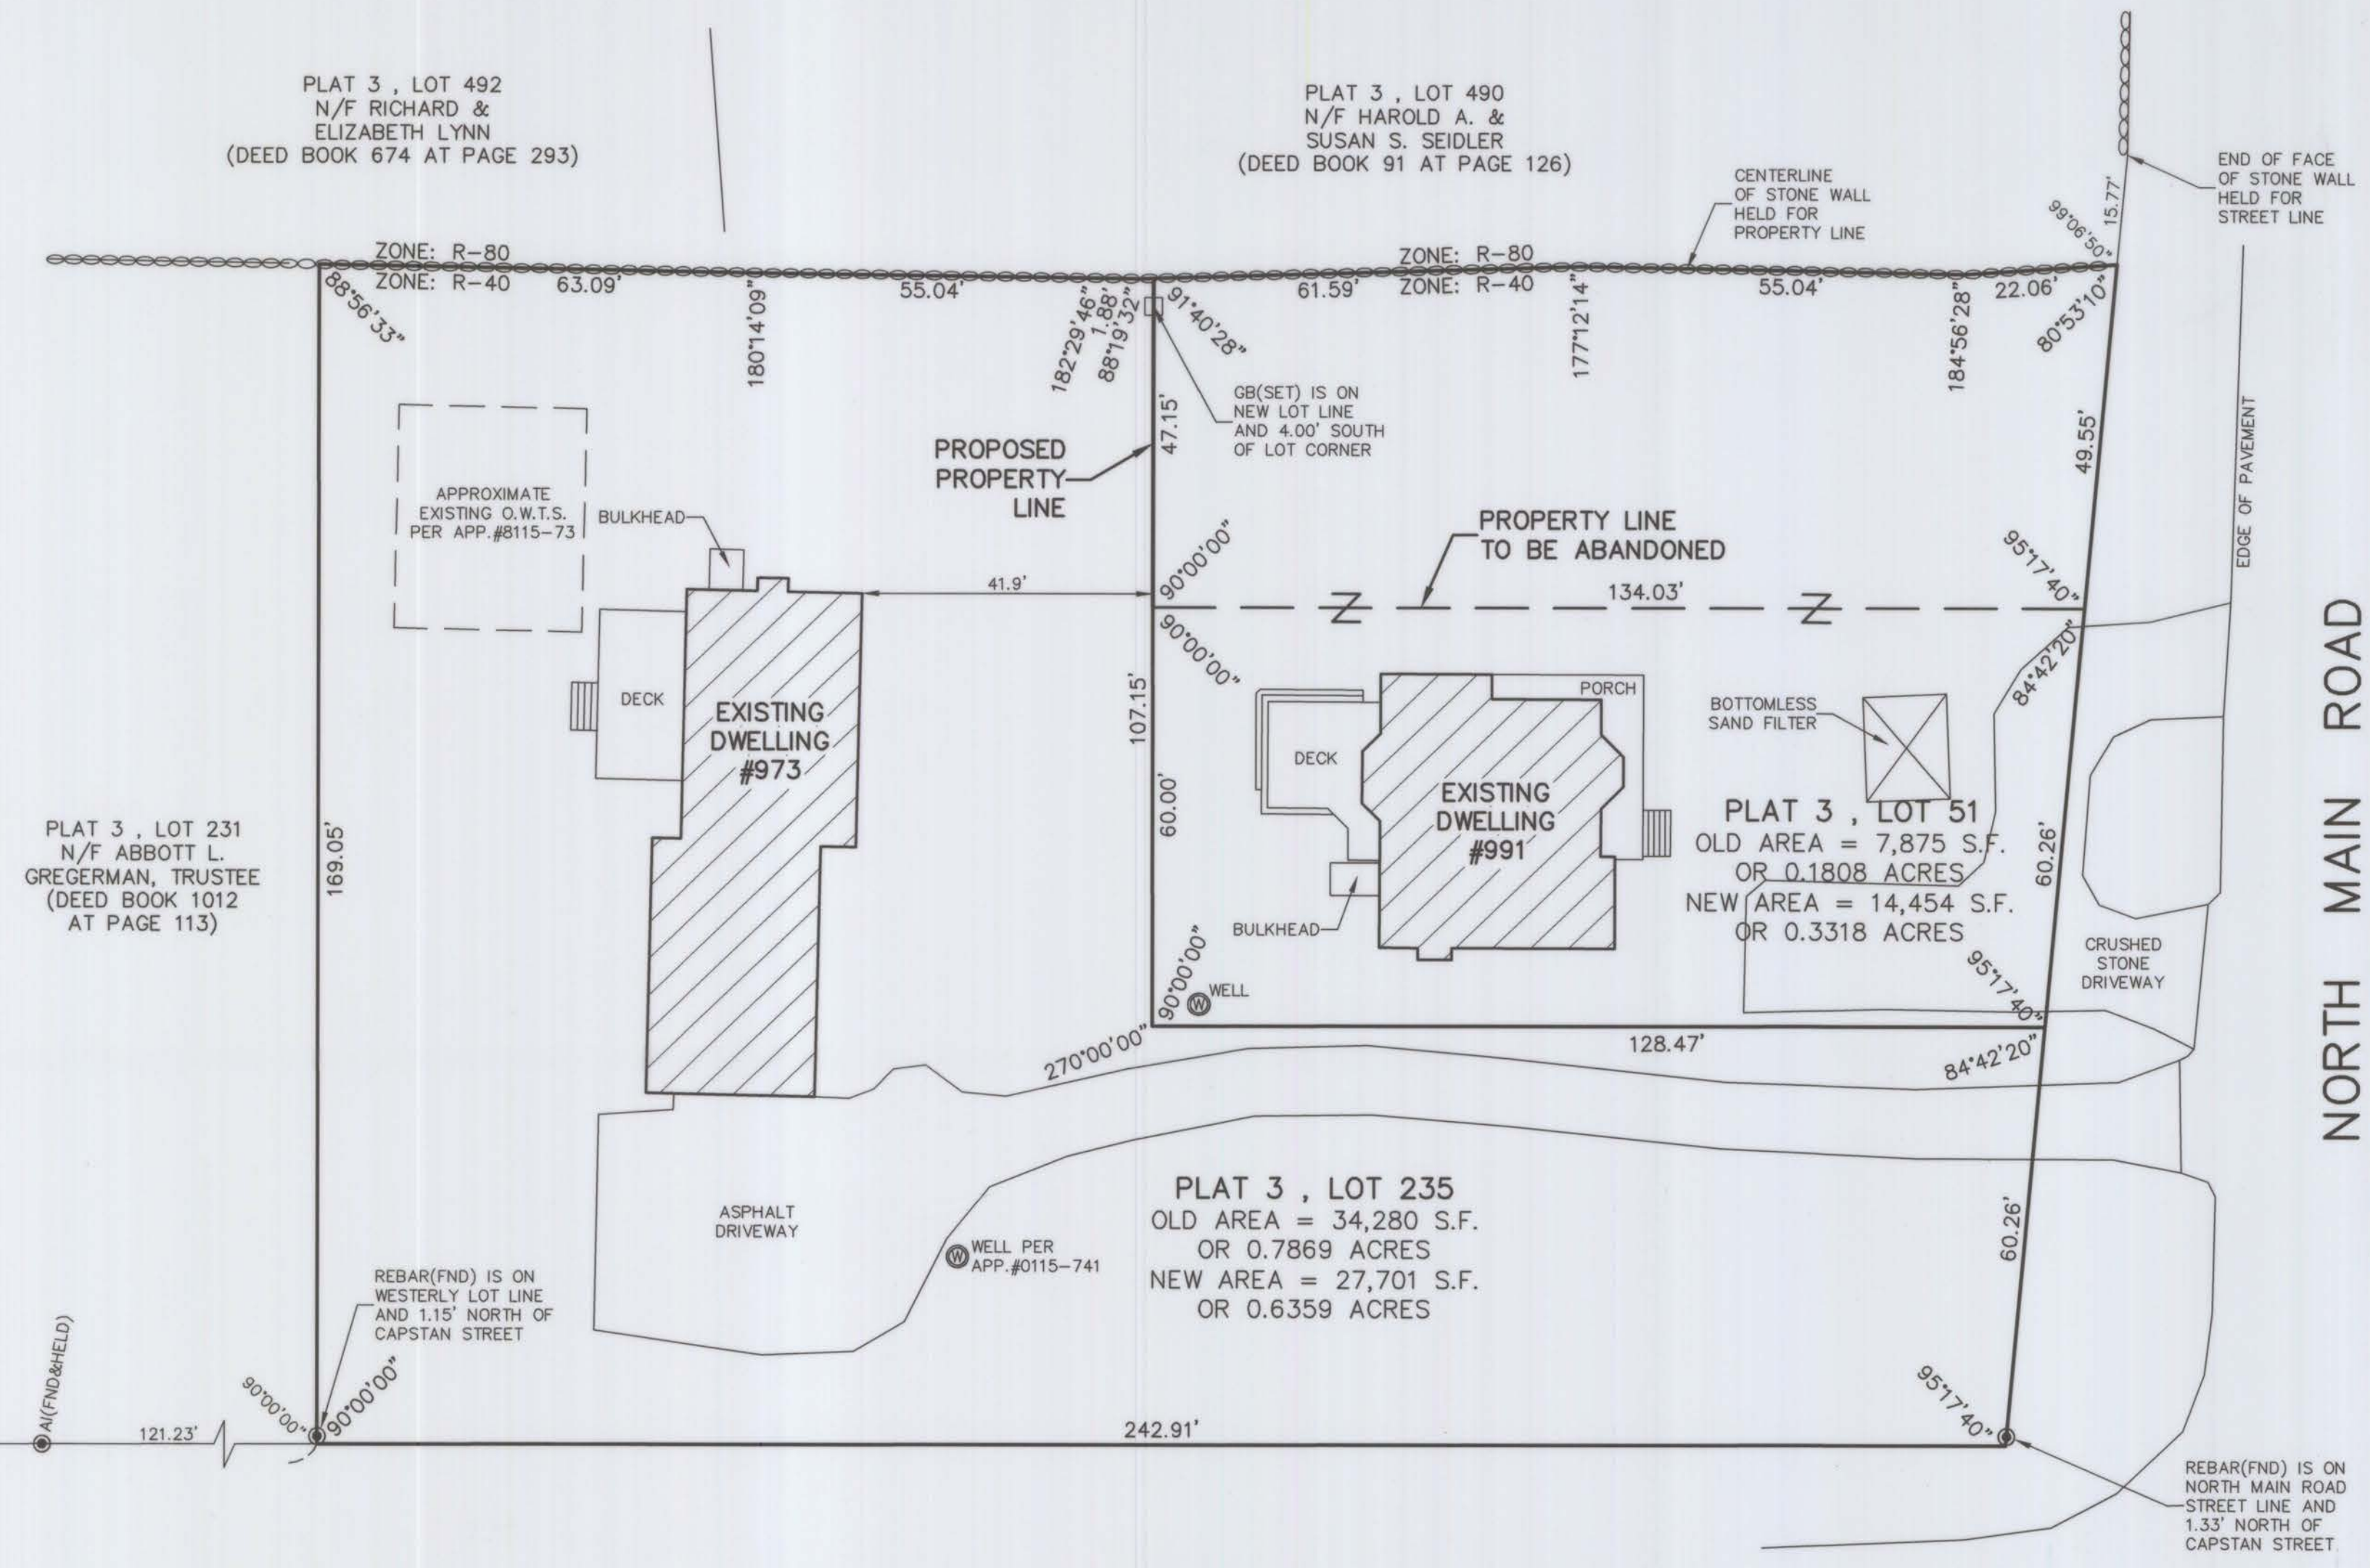 PLAT 3 , LOT 492
N/F RICHARD &
ELIZABETH LYNN
(DEED BOOK 674 AT PAGE 293)
PLAT 3 , LOT 490
N/F HAROLD A. &
SUSAN S. SEIDLER
(DEED BOOK 91 AT PAGE 126)
CENTERLINE
OF STONE WALL
HELD FOR
PROPERTY LINE
END OF FACE
OF STONE WALL
HELD FOR
STREET LINE
15.77'
99°06'50"
ZONE: R-80
ZONE: R-40
63.09'
55.04'
ZONE: R-80
61.59'
ZONE: R-40
55.04'
22.06'
88°56'33"
180°14'09"
182°29'46"
1.88'
88°19'32"
91°40'28"
177°12'14"
184°56'28"
80°53'10"
GB(SET) IS ON
NEW LOT LINE
AND 4.00' SOUTH
OF LOT CORNER
47.15'
49.55'
EDGE OF PAVEMENT
PROPOSED
PROPERTY
LINE
APPROXIMATE
EXISTING O.W.T.S.
PER APP.#8115-73
BULKHEAD
PROPERTY LINE
TO BE ABANDONED
90°00'00"
95°17'40"
41.9'
134.03'
Z
Z
90°00'00"
84°42'20"
DECK
EXISTING
DWELLING
#973
107.15'
60.00'
PORCH
DECK
EXISTING
DWELLING
#991
BULKHEAD
BOTTOMLESS
SAND FILTER
PLAT 3 , LOT 51
OLD AREA = 7,875 S.F.
OR 0.1808 ACRES
NEW AREA = 14,454 S.F.
OR 0.3318 ACRES
60.26'
NORTH MAIN ROAD
PLAT 3 , LOT 231
N/F ABBOTT L.
GREGERMAN, TRUSTEE
(DEED BOOK 1012
AT PAGE 113)
169.05'
CRUSHED
STONE
DRIVEWAY
90°00'00"
W WELL
95°17'40"
270°00'00"
128.47'
84°42'20"
ASPHALT
DRIVEWAY
W WELL PER
APP.#0115-741
PLAT 3 , LOT 235
OLD AREA = 34,280 S.F.
OR 0.7869 ACRES
NEW AREA = 27,701 S.F.
OR 0.6359 ACRES
60.26'
REBAR(FND) IS ON
WESTERLY LOT LINE
AND 1.15' NORTH OF
CAPSTAN STREET
AI(FND&HELD)
121.23'
90°00'00"
90°00'00"
242.91'
95°17'40"
REBAR(FND) IS ON
NORTH MAIN ROAD
STREET LINE AND
1.33' NORTH OF
CAPSTAN STREET